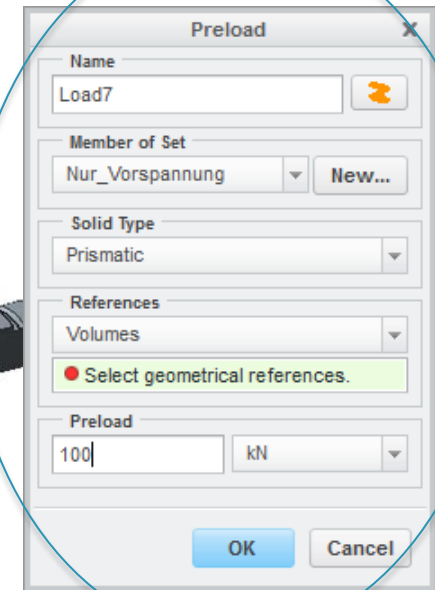 Preload
Name
Load7
Member of Set
Nur_Vorspannung
New...
Solid Type
Prismatic
References
Volumes
Select geometrical references.
Preload
100
kN
OK
Cancel